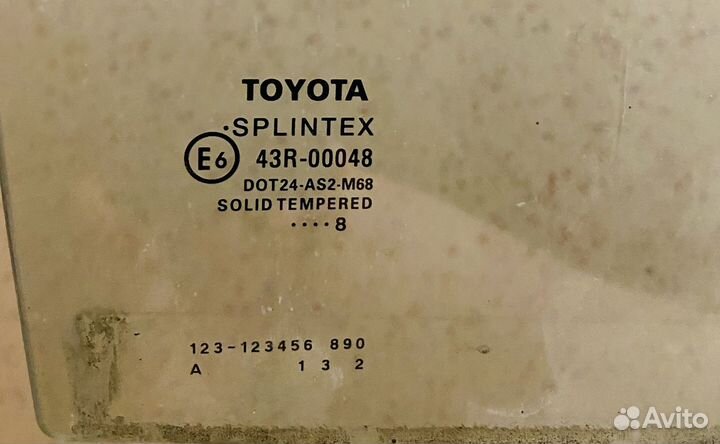 TOYOTA
·SPLINTEX
E6 43R-00048
DOT24-AS2-M68
SOLID TEMPERED
····8
123-123456 890
A 1 3 2
Avito